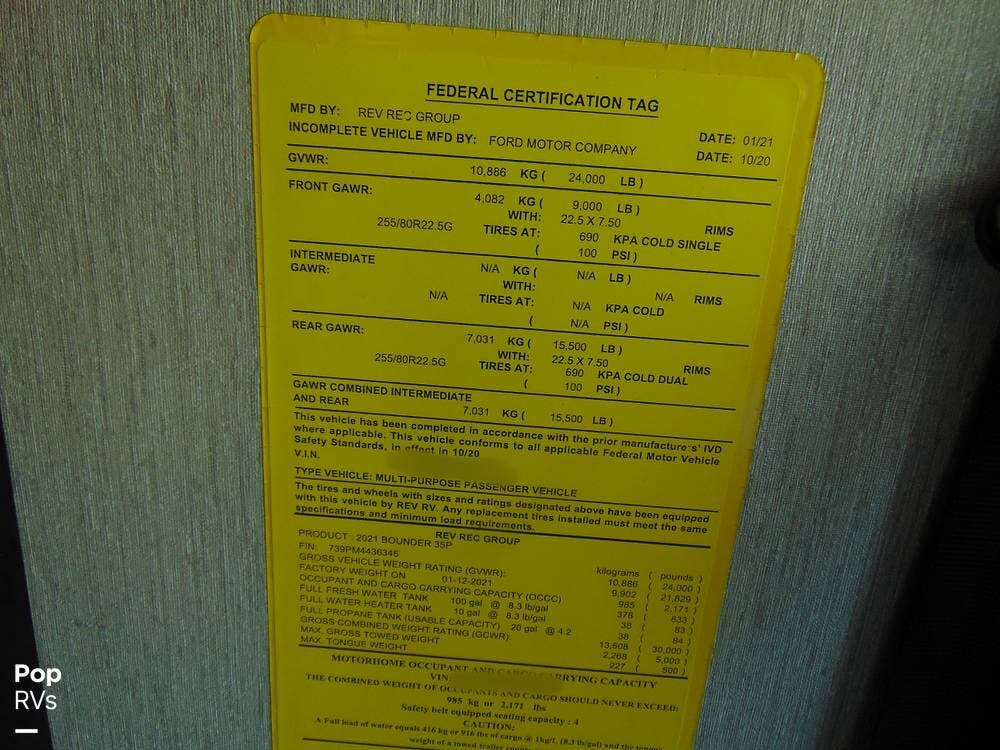 FEDERAL CERTIFICATION TAG
MFD BY: REV REC GROUP DATE: 01/21
INCOMPLETE VEHICLE MFD BY: FORD MOTOR COMPANY DATE: 10/20
GVWR: 10,886 KG ( 24,000 LB )
FRONT GAWR: 4,082 KG ( 9,000 LB )
WITH: 22.5 X 7.50 RIMS
255/80R22.5G TIRES AT: 690 KPA COLD SINGLE
( 100 PSI )
INTERMEDIATE
GAWR: N/A KG ( N/A LB )
WITH: N/A RIMS
N/A TIRES AT: N/A KPA COLD
( N/A PSI )
REAR GAWR: 7,031 KG ( 15,500 LB )
WITH: 22.5 X 7.50 RIMS
255/80R22.5G TIRES AT: 690 KPA COLD DUAL
( 100 PSI )
GAWR COMBINED INTERMEDIATE
AND REAR 7,031 KG ( 15,500 LB )
This vehicle has been completed in accordance with the prior manufacturers' IVD
where applicable. This vehicle conforms to all applicable Federal Motor Vehicle
Safety Standards, in effect in 10/20
V.I.N.
TYPE VEHICLE: MULTI-PURPOSE PASSENGER VEHICLE
The tires and wheels with sizes and ratings designated above have been equipped
with this vehicle by REV RV. Any replacement tires installed must meet the same
specifications and minimum load requirements.
REV REC GROUP
PRODUCT : 2021 BOUNDER 35P
FIN: 739PM4436346 kilograms ( pounds )
GROSS VEHICLE WEIGHT RATING (GVWR): 10,886 ( 24,000 )
FACTORY WEIGHT ON 01-12-2021 9,902 ( 21,829 )
OCCUPANT AND CARGO CARRYING CAPACITY (OCCC) 985 ( 2,171 )
FULL FRESH WATER TANK 100 gal @ 8.3 lb/gal 378 ( 833 )
FULL WATER HEATER TANK 10 gal @ 8.3 lb/gal 38 ( 83 )
FULL PROPANE TANK (USABLE CAPACITY) 20 gal @ 4.2 38 ( 84 )
GROSS COMBINED WEIGHT RATING (GCWR): 13,608 ( 30,000 )
MAX. GROSS TOWED WEIGHT 2,268 ( 5,000 )
MAX. TONGUE WEIGHT 227 ( 500 )
MOTORHOME OCCUPANT AND CARGO CARRYING CAPACITY
VIN
THE COMBINED WEIGHT OF OCCUPANTS AND CARGO SHOULD NEVER EXCEED:
985 kg or 2,171 lbs
Safety belt equipped seating capacity : 4
CAUTION:
A Full load of water equals 416 kg or 916 lbs of cargo @ 1kg/L (8.3 lb/gal) and the tongue
weight of a towed trailer
Pop
RVs